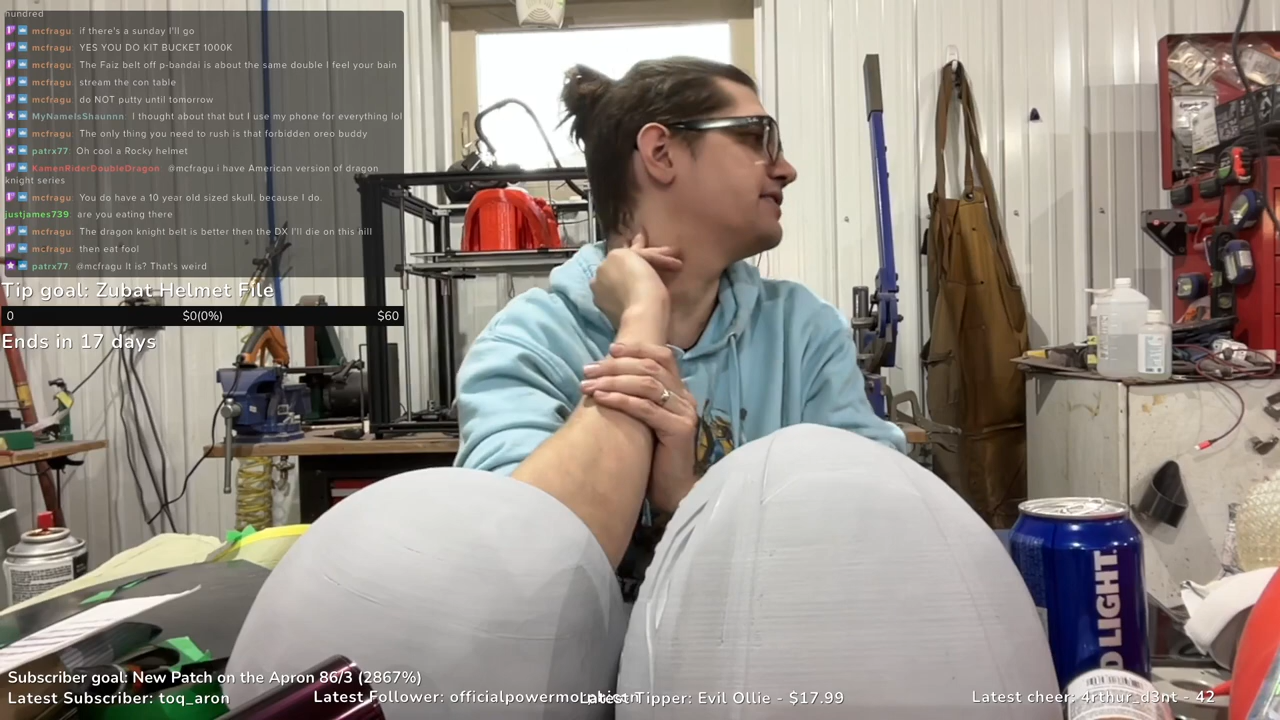 hundred
mcfragu: if there's a sunday I'll go
mcfragu: YES YOU DO KIT BUCKET 1000K
mcfragu: The Faiz belt off p-bandai is about the same double I feel your bain
mcfragu: stream the con table
mcfragu: do NOT putty until tomorrow
MyNameIsShaunnn: I thought about that but I use my phone for everything lol
mcfragu: The only thing you need to rush is that forbidden oreo buddy
patrx77: Oh cool a Rocky helmet
KamenRiderDoubleDragon: @mcfragu i have American version of dragon
knight series
mcfragu: You do have a 10 year old sized skull, because I do.
justjames739: are you eating there
mcfragu: The dragon knight belt is better then the DX I'll die on this hill
mcfragu: then eat fool
patrx77: @mcfragu It is? That's weird
Tip goal: Zubat Helmet File
0 $0(0%) $60
Ends in 17 days
D LIGHT.
Subscriber goal: New Patch on the Apron 86/3 (2867%)
Latest Subscriber: toq_aron
Latest Follower: officialpowermo
Tipper: Evil Ollie - $17.99
Latest cheer: 4rthur_d3nt - 42